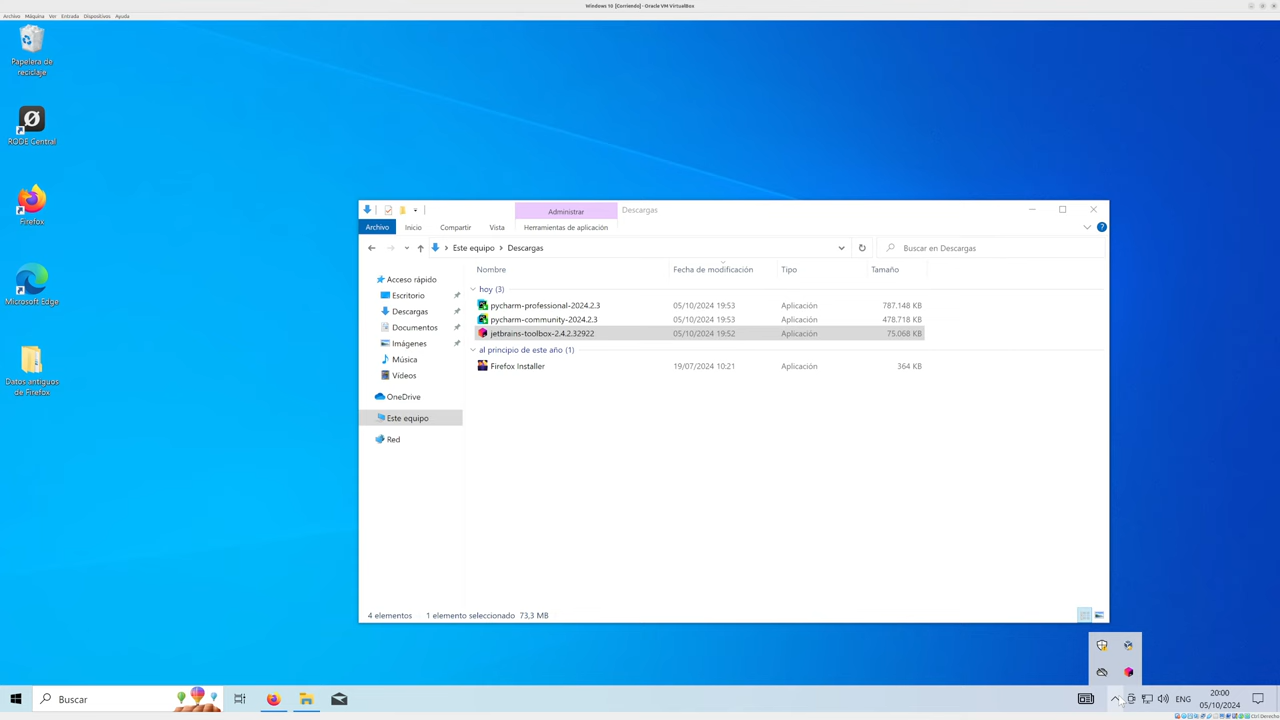 Windows 10 [Corriendo] - Oracle VM VirtualBox
Archivo Máquina Ver Entrada Dispositivos Ayuda
Papelera de
reciclaje
RODE Central
Firefox
Microsoft Edge
Datos antiguos
de Firefox
Administrar
Descargas
Archivo
Inicio
Compartir
Vista
Herramientas de aplicación
Este equipo
Descargas
Buscar en Descargas
Nombre
Fecha de modificación
Tipo
Tamaño
Acceso rápido
Escritorio
Descargas
Documentos
Imágenes
Música
Vídeos
OneDrive
Este equipo
Red
hoy (3)
pycharm-professional-2024.2.3 05/10/2024 19:53 Aplicación 787.148 KB
pycharm-community-2024.2.3 05/10/2024 19:53 Aplicación 478.718 KB
jetbrains-toolbox-2.4.2.32922 05/10/2024 19:52 Aplicación 75.068 KB
al principio de este año (1)
Firefox Installer 19/07/2024 10:21 Aplicación 364 KB
4 elementos 1 elemento seleccionado 73,3 MB
Buscar
ENG
20:00
05/10/2024
Ctrl Derecho